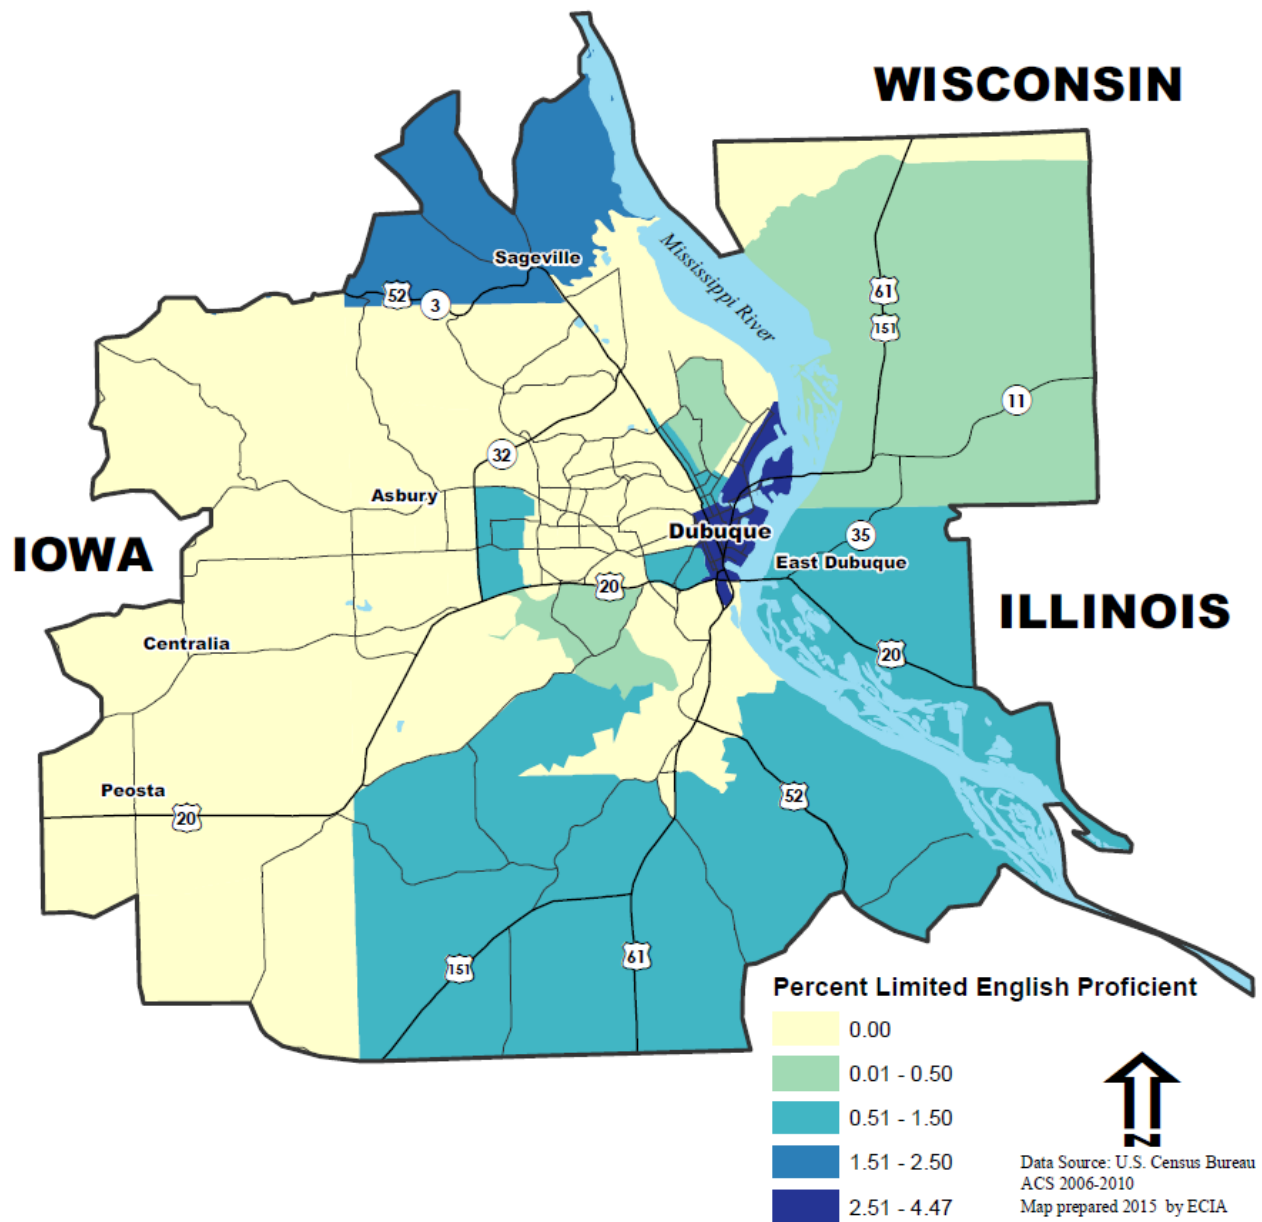 WISCONSIN
Sageville
Mississippi River
52
3
61
151
11
32
Asbury
Dubuque
IOWA
35
East Dubuque
20
ILLINOIS
Centralia
20
Peosta
20
52
151
61
Percent Limited English Proficient
0.00
0.01 - 0.50
0.51 - 1.50
1.51 - 2.50
2.51 - 4.47
N
Data Source: U.S. Census Bureau
ACS 2006-2010
Map prepared 2015 by ECIA